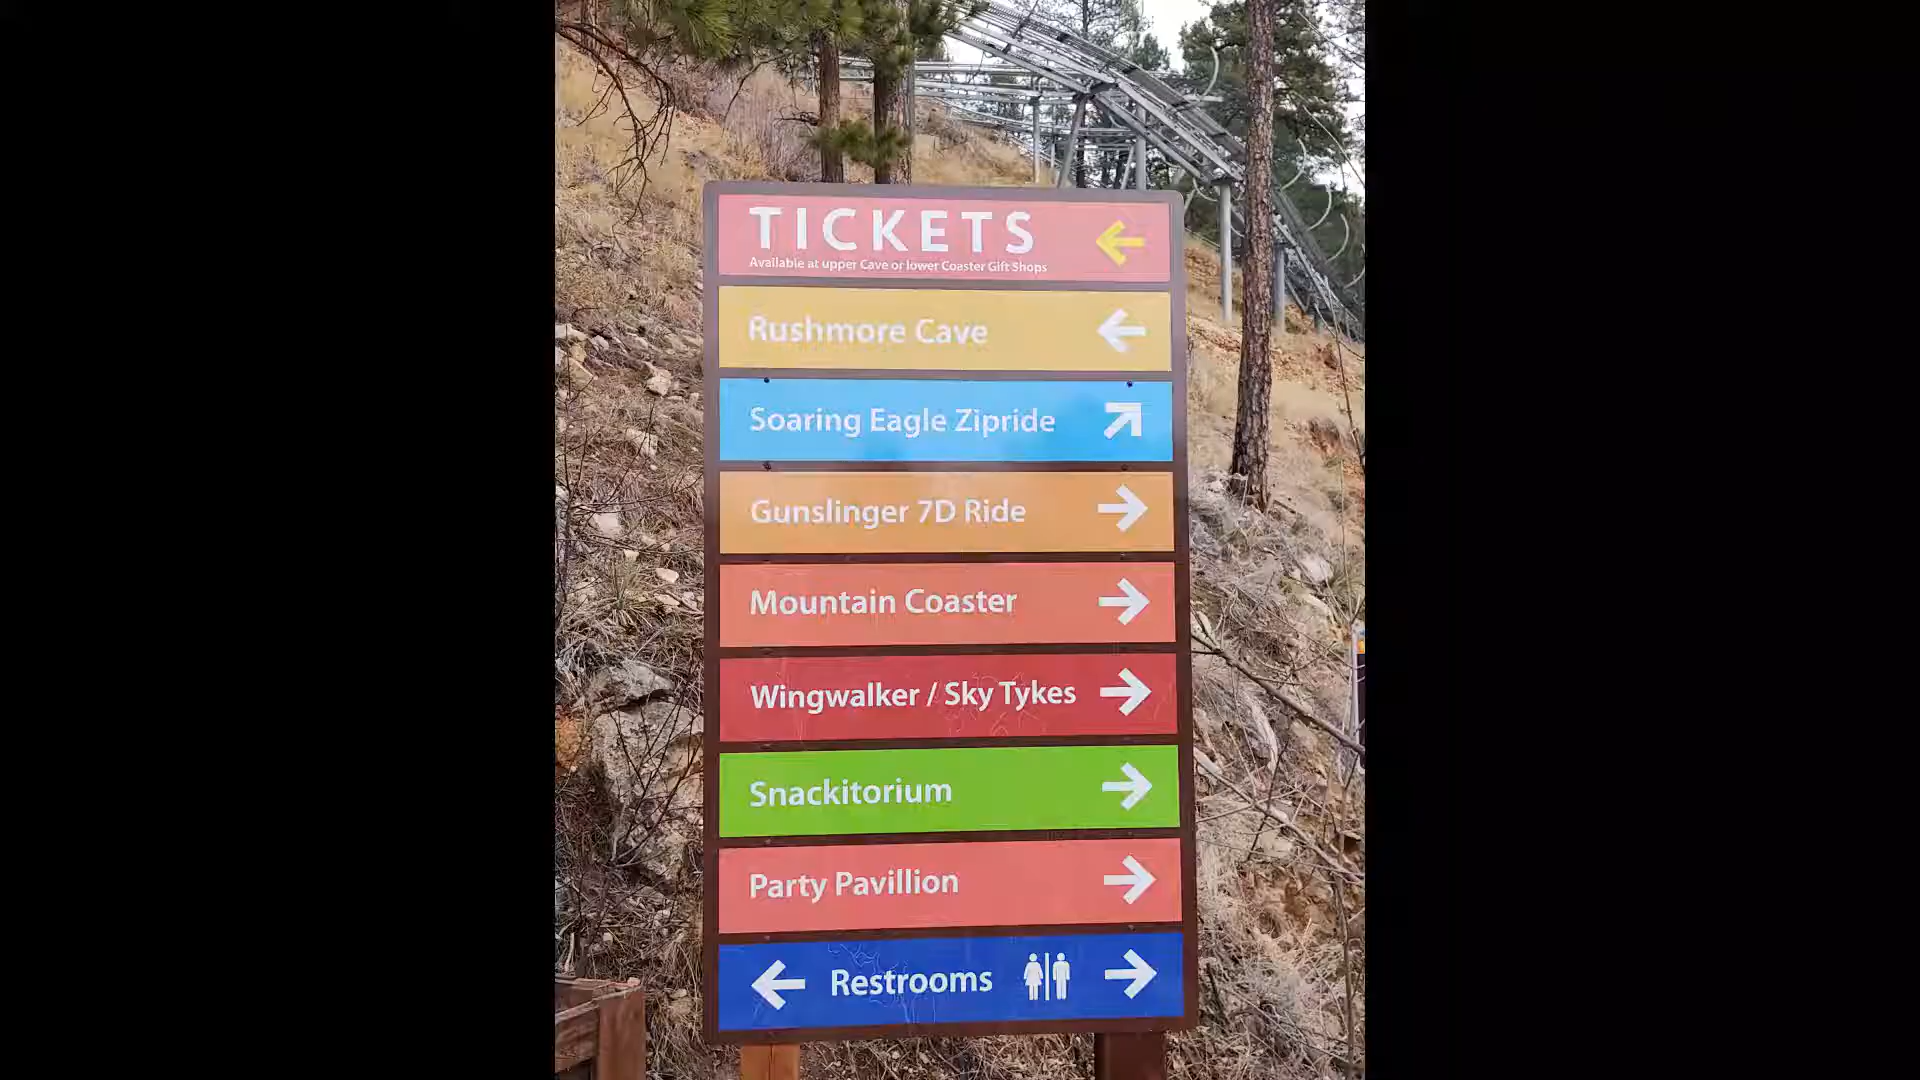 TICKETS
Available at upper Cave or lower Coaster Gift Shops
Rushmore Cave
Soaring Eagle Zipride
Gunslinger 7D Ride
Mountain Coaster
Wingwalker / Sky Tykes
Snackitorium
Party Pavillion
Restrooms